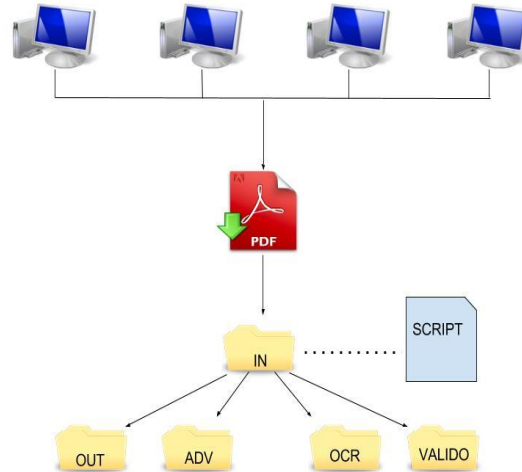 PDF
SCRIPT
IN
OUT
ADV
OCR
VALIDO